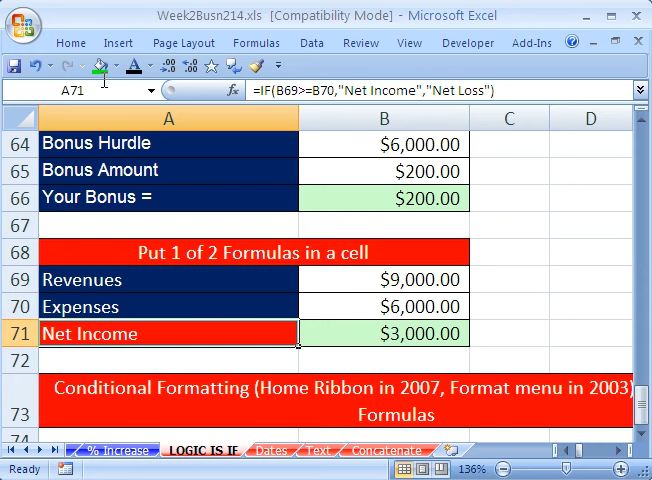 Week2Busn214.xls [Compatibility Mode] - Microsoft Excel
Home Insert Page Layout Formulas Data Review View Developer Add-Ins
A71 fx =IF(B69>=B70,"Net Income","Net Loss")
A B C D
64 Bonus Hurdle $6,000.00
65 Bonus Amount $200.00
66 Your Bonus = $200.00
67
68 Put 1 of 2 Formulas in a cell
69 Revenues $9,000.00
70 Expenses $6,000.00
71 Net Income $3,000.00
72
Conditional Formatting (Home Ribbon in 2007, Format menu in 2003)
73 Formulas
74
% Increase LOGIC IS IF Dates Text Concatenate
Ready 136%